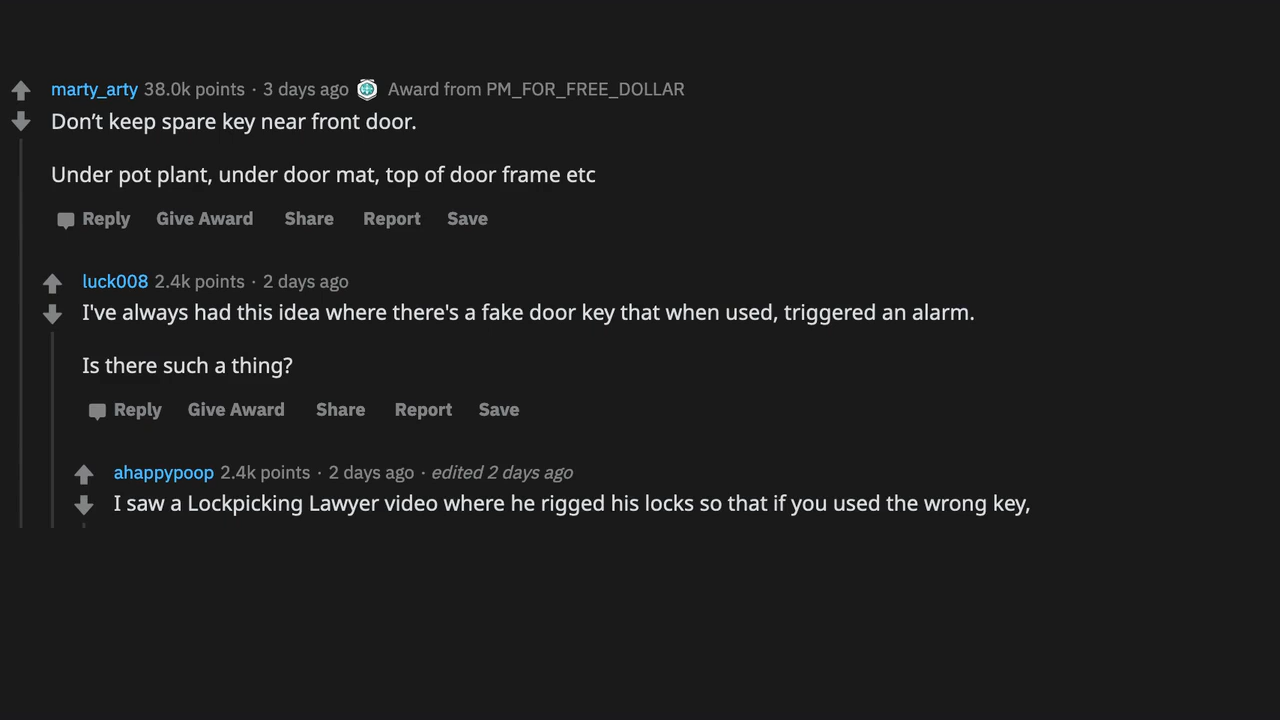 marty_arty 38.0k points · 3 days ago Award from PM_FOR_FREE_DOLLAR
Don’t keep spare key near front door.
Under pot plant, under door mat, top of door frame etc
Reply Give Award Share Report Save
luck008 2.4k points · 2 days ago
I've always had this idea where there's a fake door key that when used, triggered an alarm.
Is there such a thing?
Reply Give Award Share Report Save
ahappypoop 2.4k points · 2 days ago · edited 2 days ago
I saw a Lockpicking Lawyer video where he rigged his locks so that if you used the wrong key,